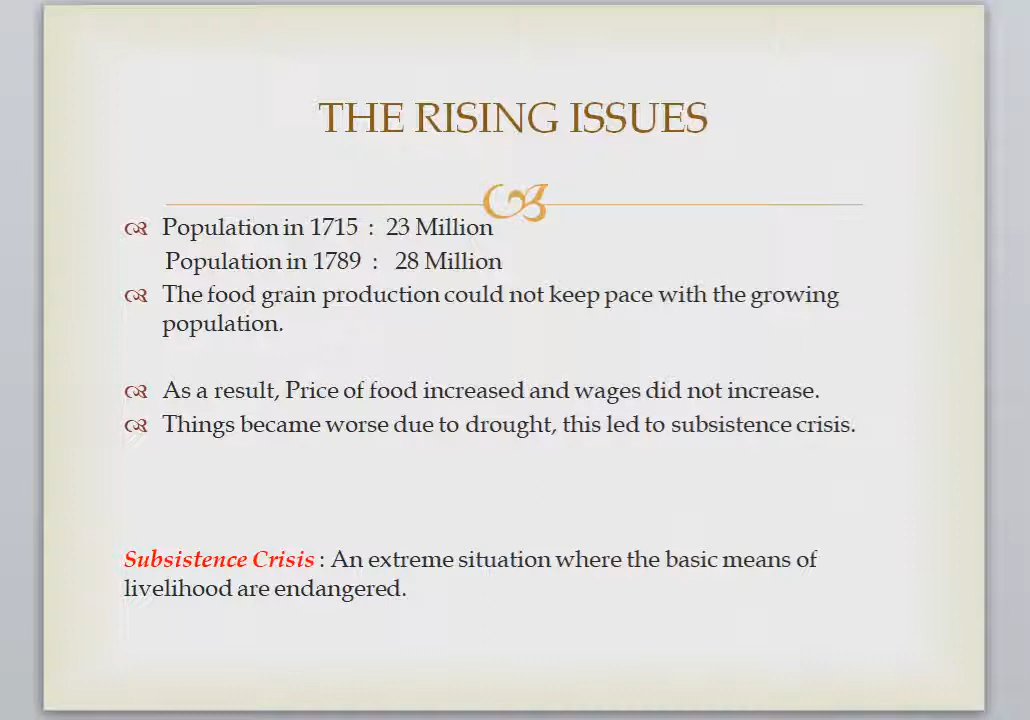 THE RISING ISSUES
Population in 1715 : 23 Million
Population in 1789 : 28 Million
The food grain production could not keep pace with the growing
population.
As a result, Price of food increased and wages did not increase.
Things became worse due to drought, this led to subsistence crisis.
Subsistence Crisis : An extreme situation where the basic means of
livelihood are endangered.